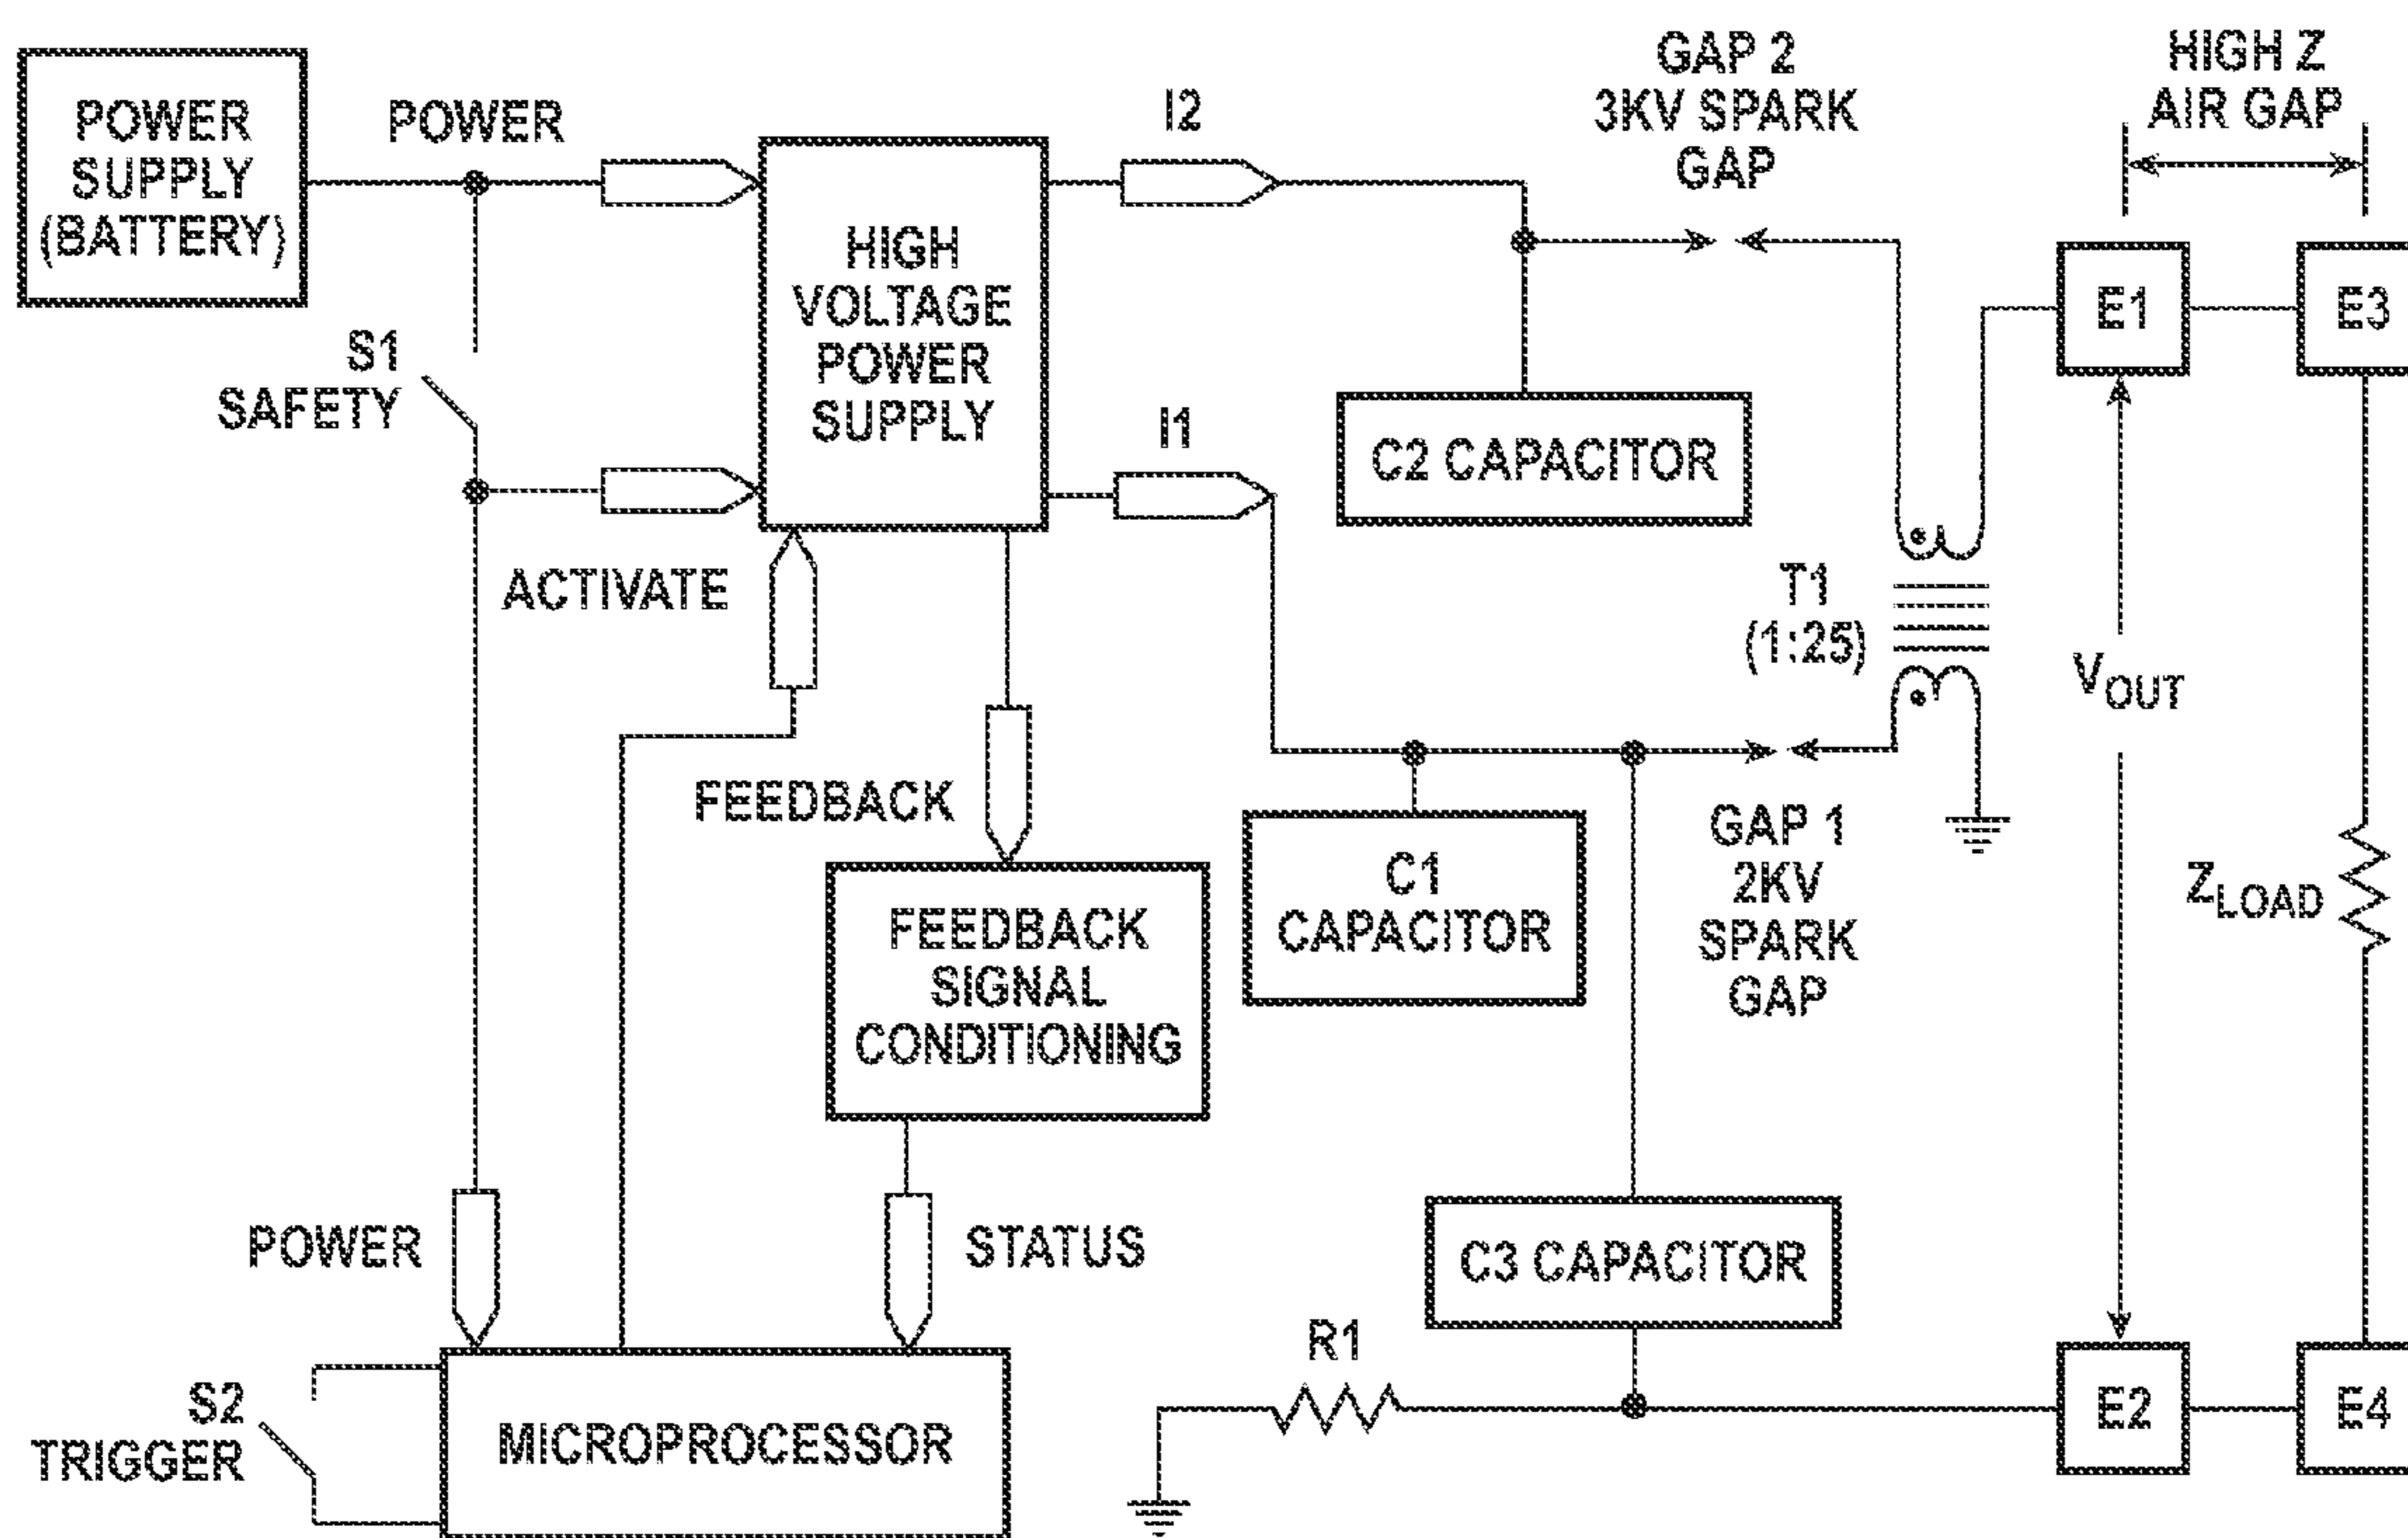 POWER
SUPPLY
(BATTERY)
POWER
S1
SAFETY
HIGH
VOLTAGE
POWER
SUPPLY
I2
I1
GAP 2
3KV SPARK
GAP
HIGH Z
AIR GAP
E1
E3
C2 CAPACITOR
ACTIVATE
T1
(1:25)
VOUT
FEEDBACK
FEEDBACK
SIGNAL
CONDITIONING
C1
CAPACITOR
GAP 1
2KV
SPARK
GAP
ZLOAD
POWER
STATUS
C3 CAPACITOR
R1
S2
TRIGGER
MICROPROCESSOR
E2
E4